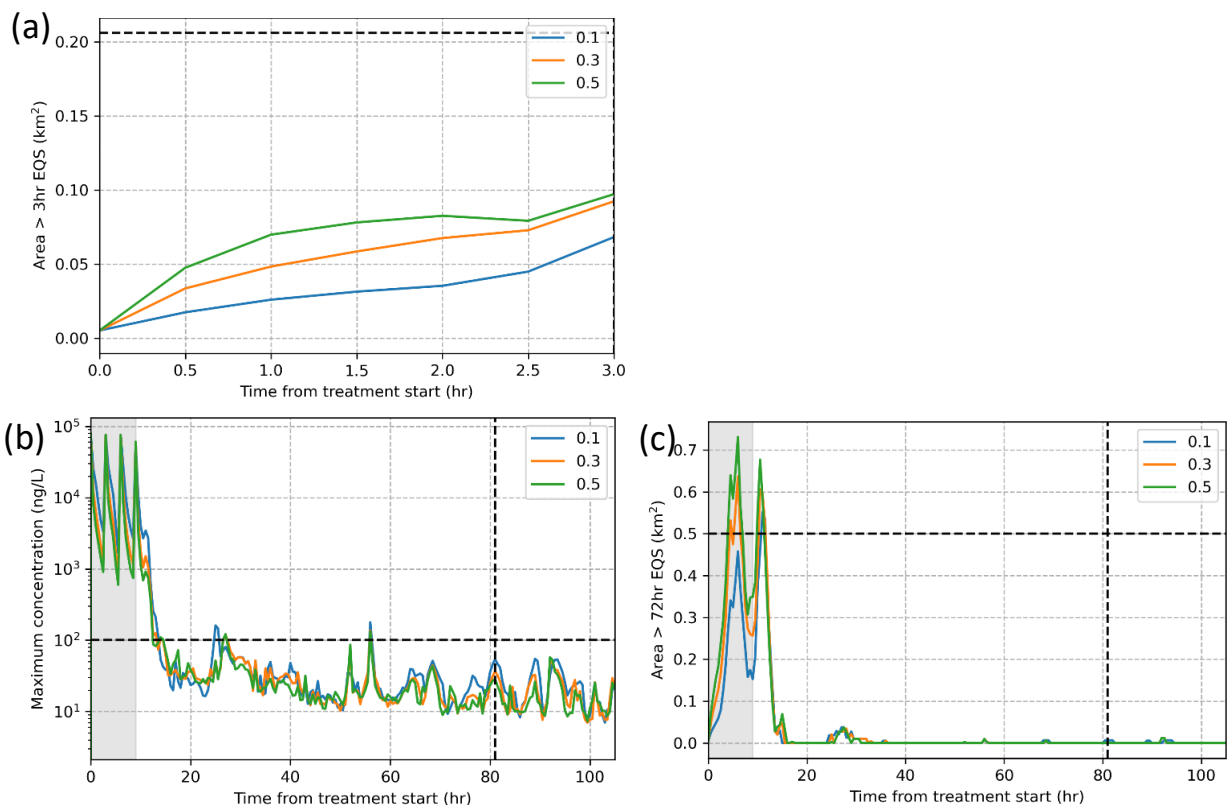 (a)
0.20
0.15
0.10
0.05
0.00
Area > 3hr EQS (km²)
0.1
0.3
0.5
0.0 0.5 1.0 1.5 2.0 2.5 3.0
Time from treatment start (hr)
(b)
10⁵
10⁴
10³
10²
10¹
Maximum concentration (ng/L)
0.1
0.3
0.5
0 20 40 60 80 100
Time from treatment start (hr)
(c)
0.7
0.6
0.5
0.4
0.3
0.2
0.1
0.0
Area > 72hr EQS (km²)
0.1
0.3
0.5
0 20 40 60 80 100
Time from treatment start (hr)